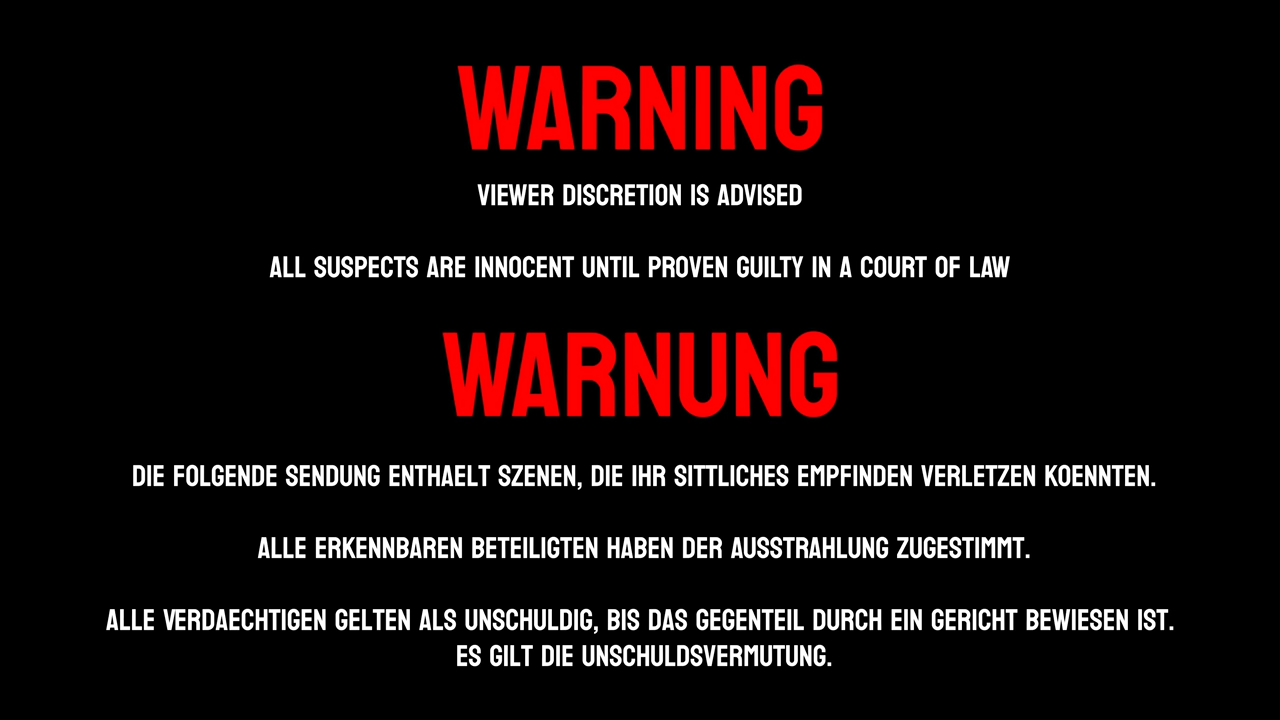 WARNING
VIEWER DISCRETION IS ADVISED
ALL SUSPECTS ARE INNOCENT UNTIL PROVEN GUILTY IN A COURT OF LAW
WARNUNG
DIE FOLGENDE SENDUNG ENTHAELT SZENEN, DIE IHR SITTLICHES EMPFINDEN VERLETZEN KOENNTEN.
ALLE ERKENNBAREN BETEILIGTEN HABEN DER AUSSTRAHLUNG ZUGESTIMMT.
ALLE VERDAECHTIGEN GELTEN ALS UNSCHULDIG, BIS DAS GEGENTEIL DURCH EIN GERICHT BEWIESEN IST.
ES GILT DIE UNSCHULDSVERMUTUNG.